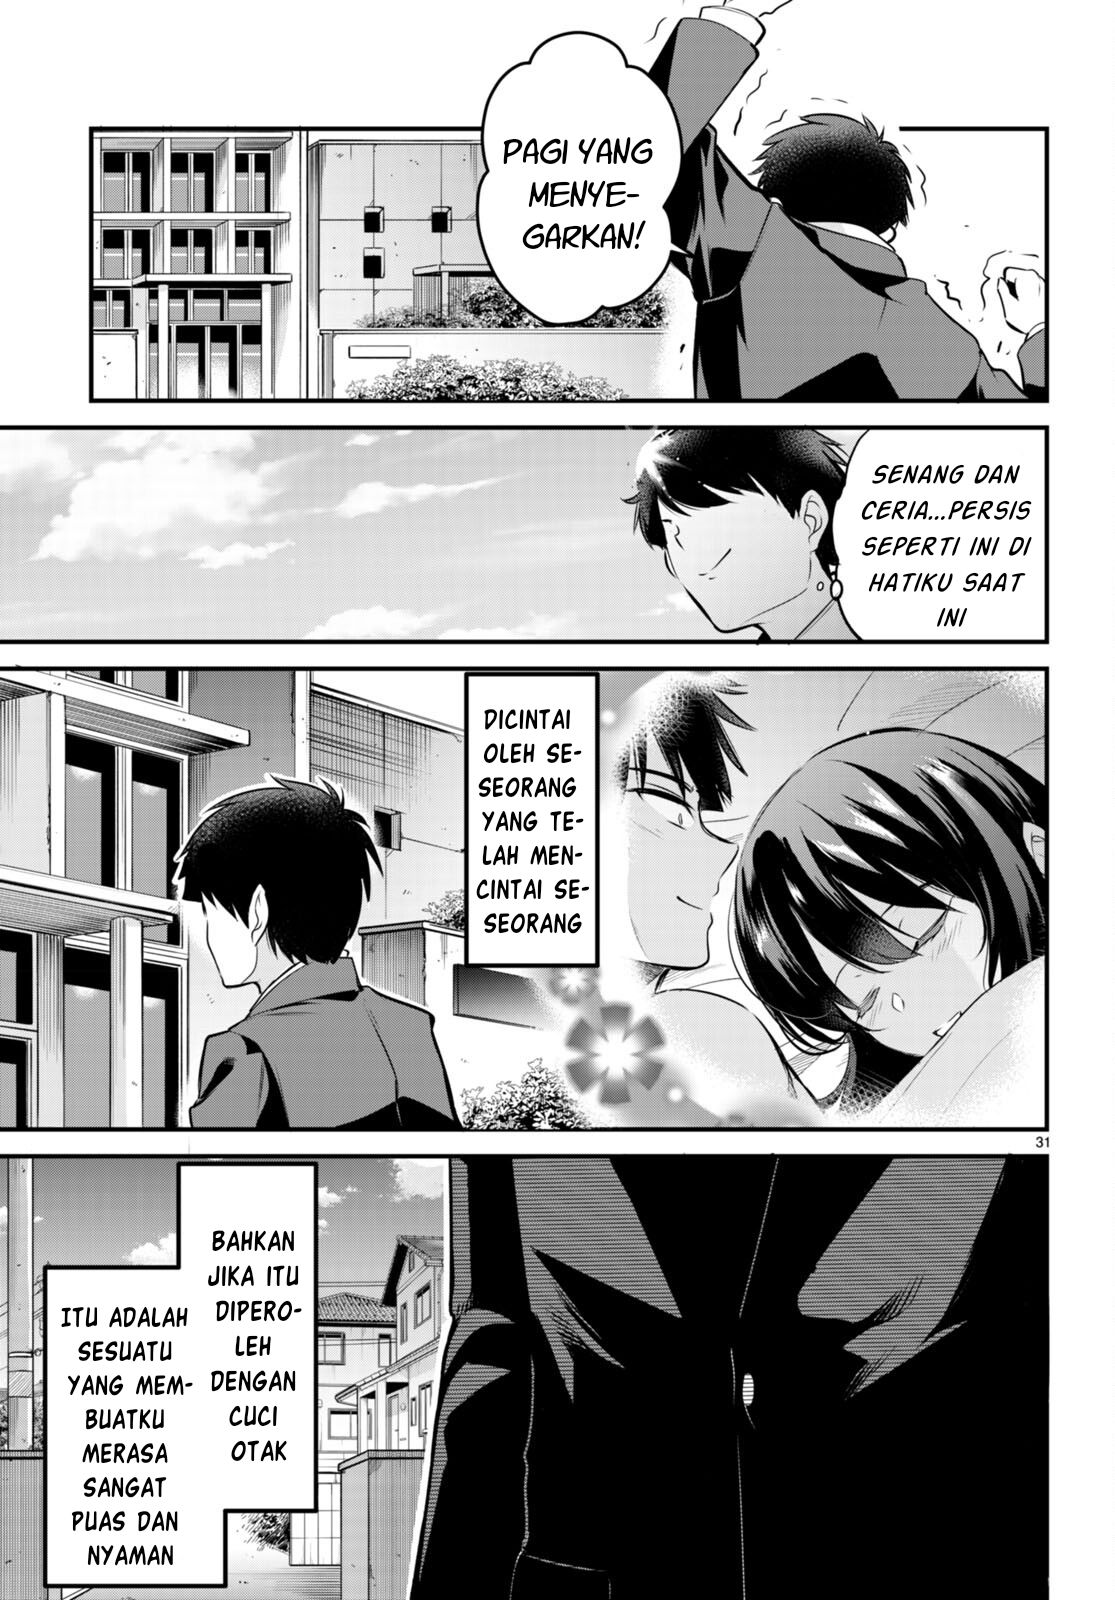 PAGI YANG
MENYE-
GARKAN!
SENANG DAN
CERIA...PERSIS
SEPERTI INI DI
HATIKU SAAT
INI
DICINTAI
OLEH SE-
SEORANG
YANG TE-
LAH MEN-
CINTAI SE-
SEORANG
31
BAHKAN
JIKA ITU
DIPERO-
LEH
DENGAN
CUCI
OTAK
ITU ADALAH
SESUATU
YANG MEM-
BUATKU
MERASA
SANGAT
PUAS DAN
NYAMAN